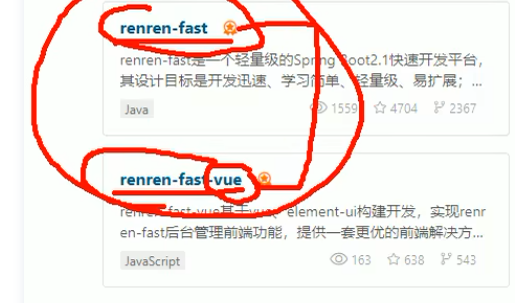 renren-fast
renren-fast是一个轻量级的Spring Boot2.1快速开发平台，
其设计目标是开发迅速、学习简单、轻量级、易扩展；...
Java 1559 4704 2367
renren-fast-vue
renren-fast-vue基于vue、element-ui构建开发，实现renr
en-fast后台管理前端功能，提供一套更优的前端解决方...
JavaScript 163 638 543